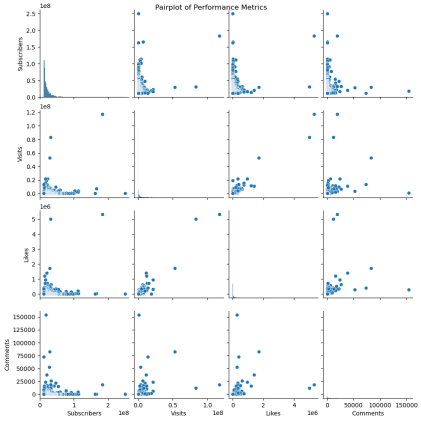 Pairplot of Performance Metrics
1e8
2.5
2.0
1.5
1.0
0.5
0.0
Subscribers
1e8
1.2
1.0
0.8
0.6
0.4
0.2
0.0
Visits
1e6
5
4
3
2
1
0
Likes
150000
125000
100000
75000
50000
25000
0
Comments
0 1 2 0.0 0.5 1.0 0 2 4 0 50000 100000 150000
Subscribers 1e8 Visits 1e8 Likes 1e6 Comments